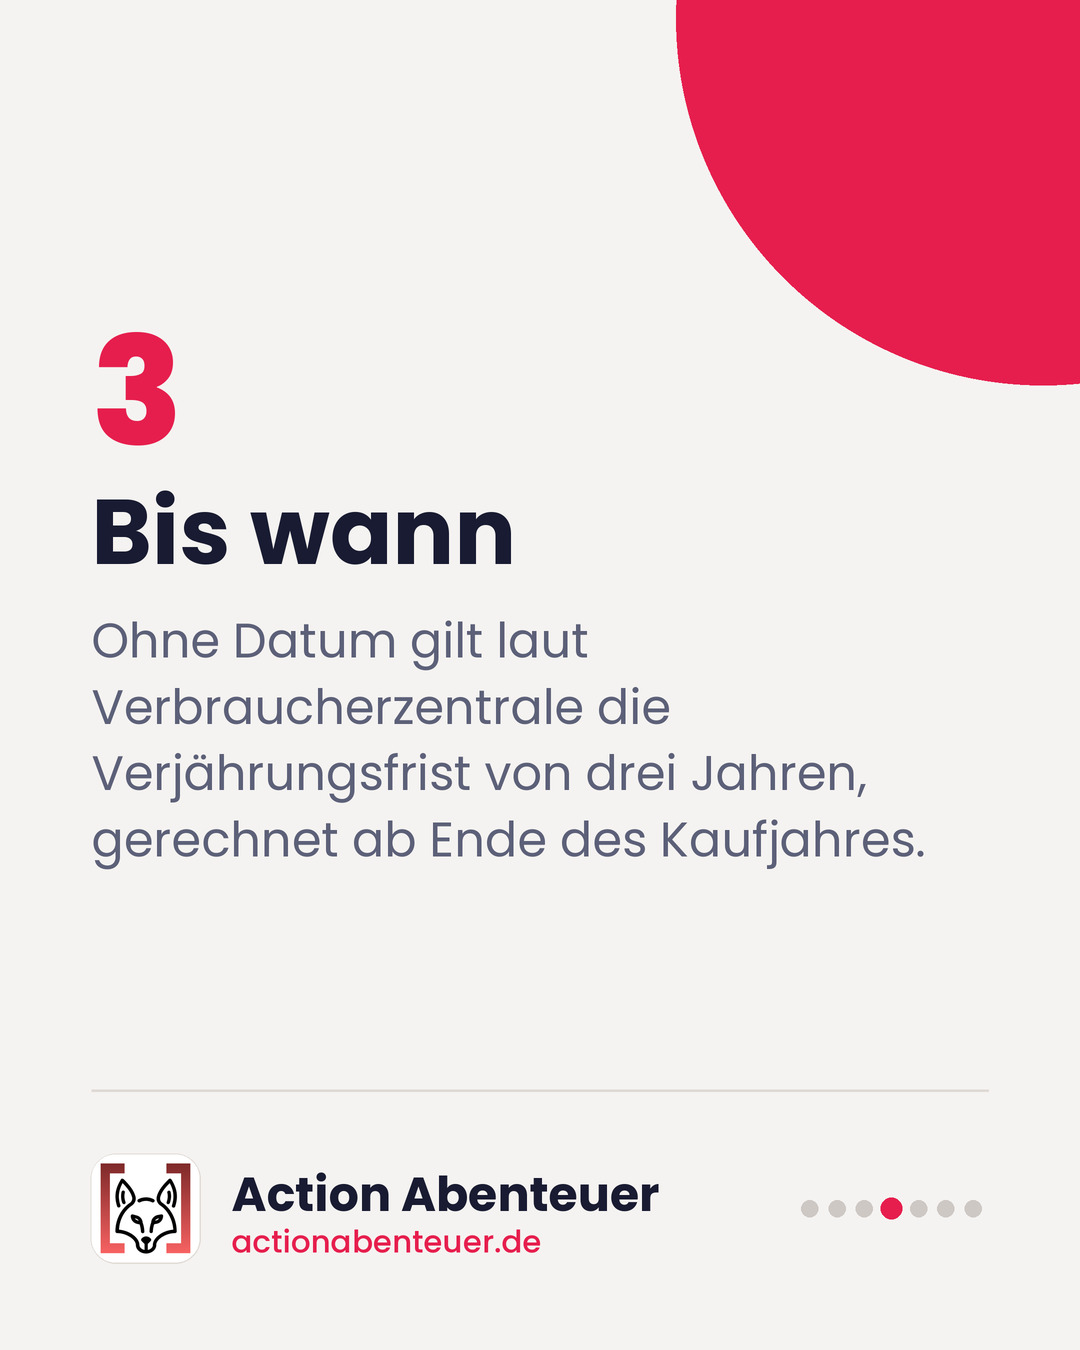 3
Bis wann
Ohne Datum gilt laut
Verbraucherzentrale die
Verjährungsfrist von drei Jahren,
gerechnet ab Ende des Kaufjahres.
Action Abenteuer
actionabenteuer.de